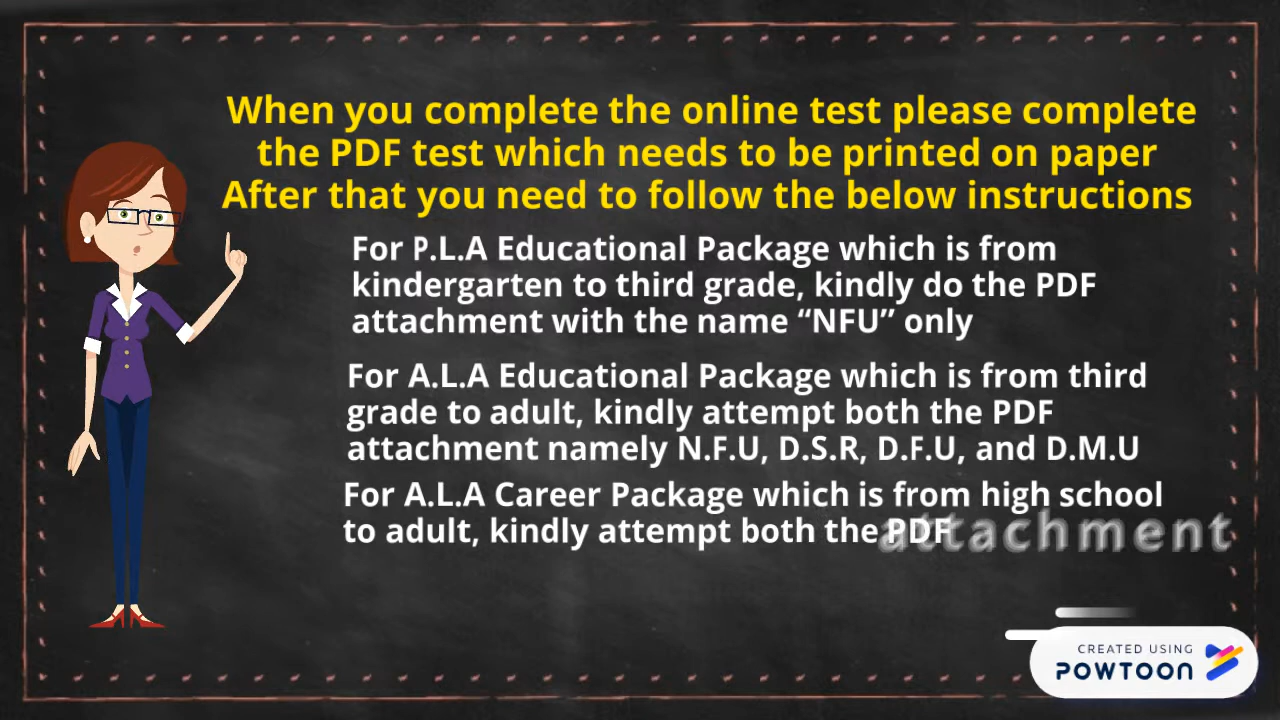 When you complete the online test please complete
the PDF test which needs to be printed on paper
After that you need to follow the below instructions
For P.L.A Educational Package which is from
kindergarten to third grade, kindly do the PDF
attachment with the name “NFU” only
For A.L.A Educational Package which is from third
grade to adult, kindly attempt both the PDF
attachment namely N.F.U, D.S.R, D.F.U, and D.M.U
For A.L.A Career Package which is from high school
to adult, kindly attempt both the PDF attachment
CREATED USING
POWTOON